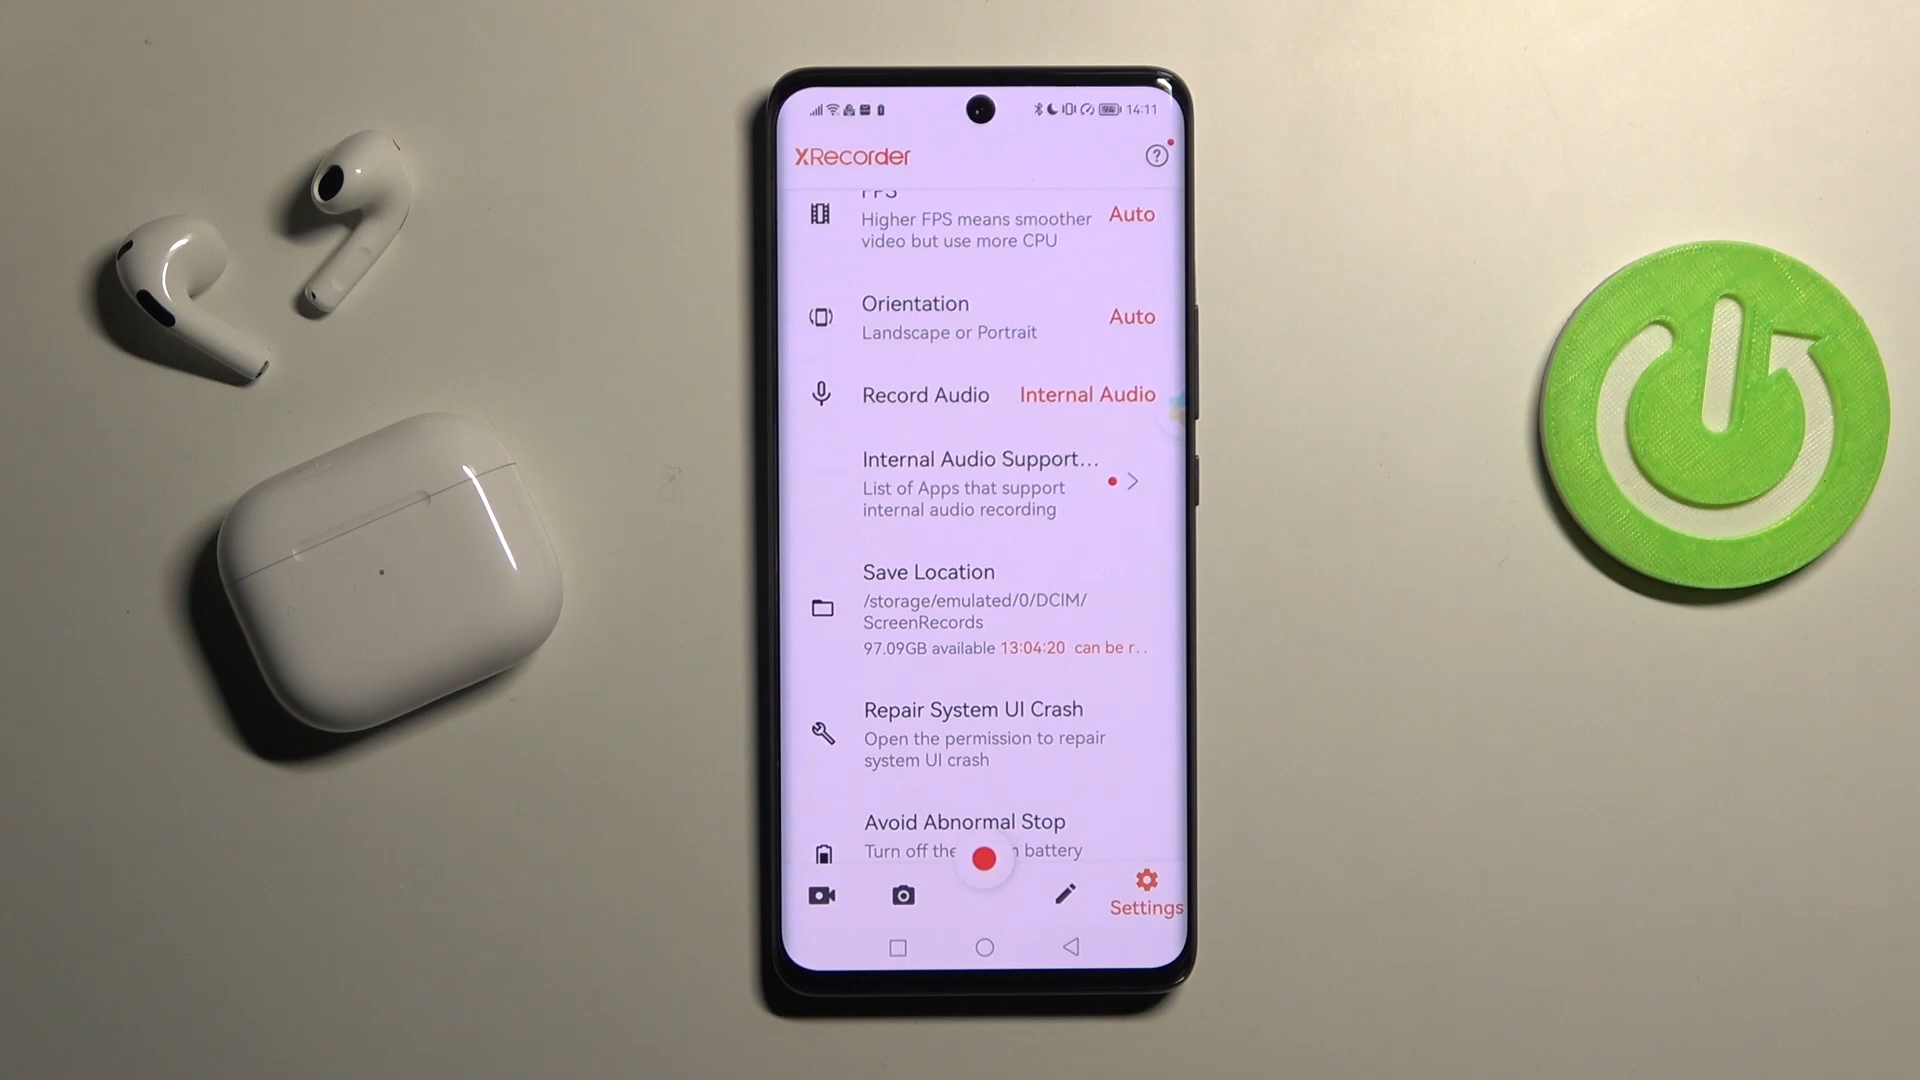 14:11
XRecorder
FPS
Higher FPS means smoother
video but use more CPU
Auto
Orientation
Landscape or Portrait
Auto
Record Audio
Internal Audio
Internal Audio Support...
List of Apps that support
internal audio recording
Save Location
/storage/emulated/0/DCIM/
ScreenRecords
97.09GB available 13:04:20 can be r..
Repair System UI Crash
Open the permission to repair
system UI crash
Avoid Abnormal Stop
Turn off the battery
Settings